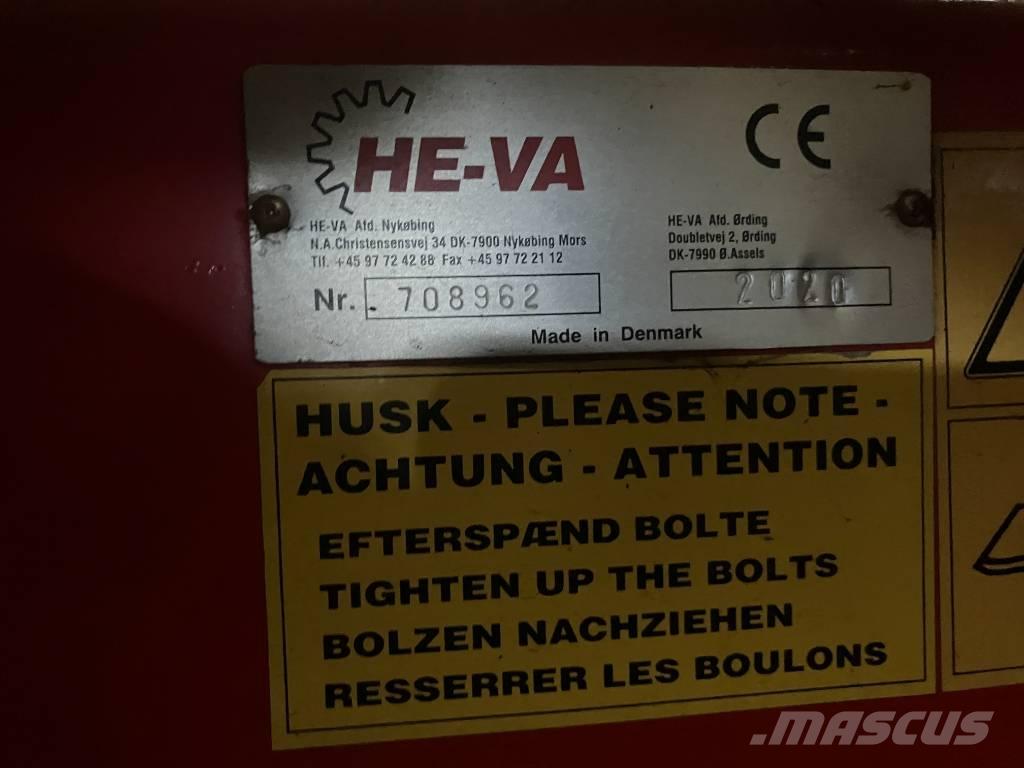 HE-VA
CE
HE-VA Afd. Nykøbing
N.A.Christensensvej 34 DK-7900 Nykøbing Mors
Tlf. +45 97 72 42 88 Fax +45 97 72 21 12
HE-VA Afd. Ørding
Doubletvej 2, Ørding
DK-7990 Ø.Assels
Nr. 708962
2020
Made in Denmark
HUSK - PLEASE NOTE -
ACHTUNG - ATTENTION
EFTERSPÆND BOLTE
TIGHTEN UP THE BOLTS
BOLZEN NACHZIEHEN
RESSERRER LES BOULONS
MASCUS